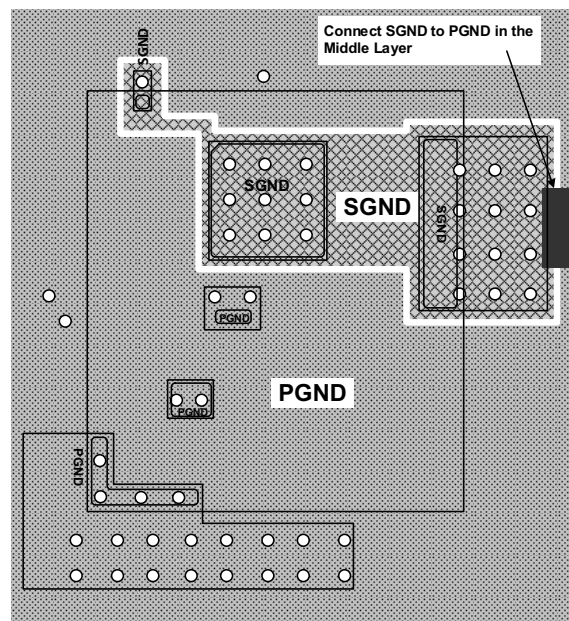 Connect SGND to PGND in the
Middle Layer
SGND
SGND
SGND
SGND
PGND
PGND
PGND
PGND